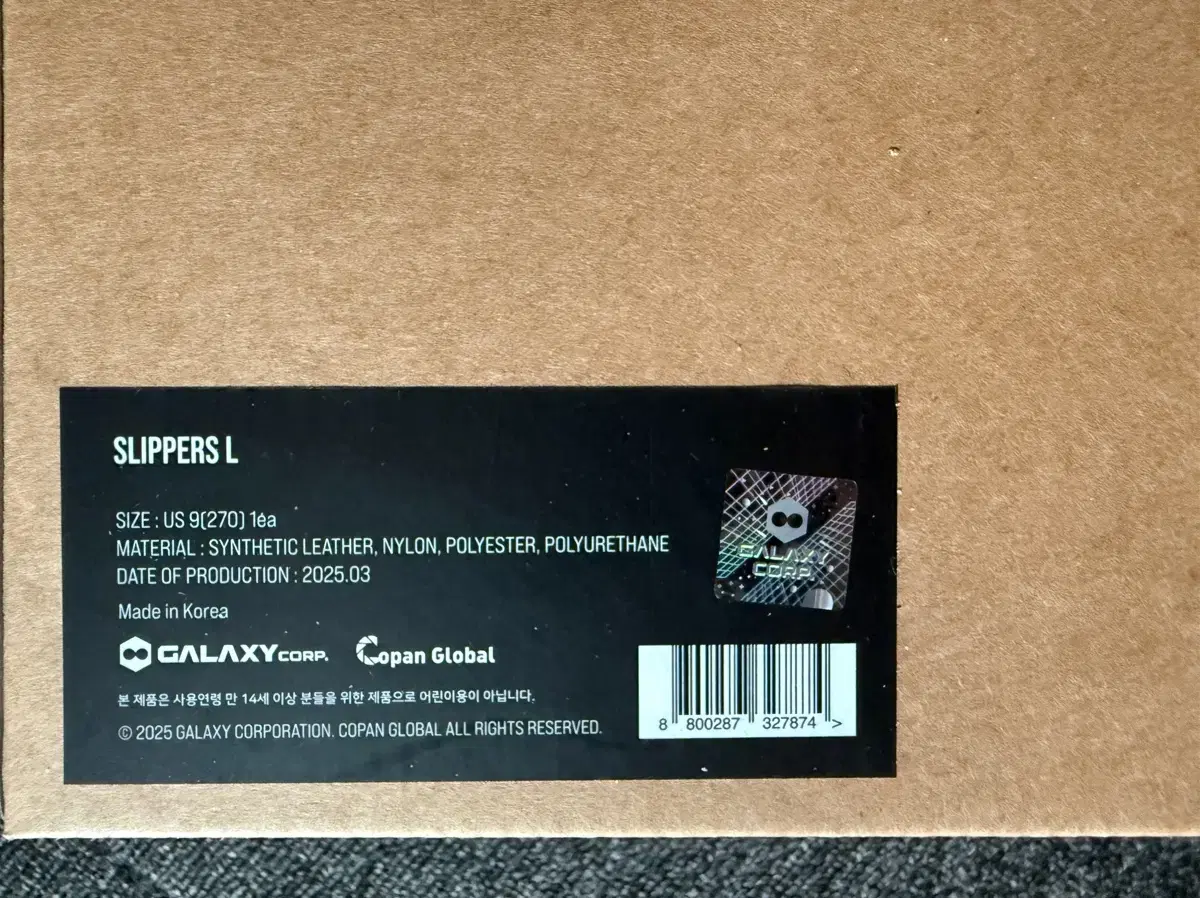 SLIPPERS L
SIZE : US 9(270) 1ea
MATERIAL : SYNTHETIC LEATHER, NYLON, POLYESTER, POLYURETHANE
DATE OF PRODUCTION : 2025.03
Made in Korea
GALAXY CORP.
Copan Global
본 제품은 사용연령 만 14세 이상 분들을 위한 제품으로 어린이용이 아닙니다.
© 2025 GALAXY CORPORATION. COPAN GLOBAL ALL RIGHTS RESERVED.
GALAXY
CORP.
8 800287 327874 >